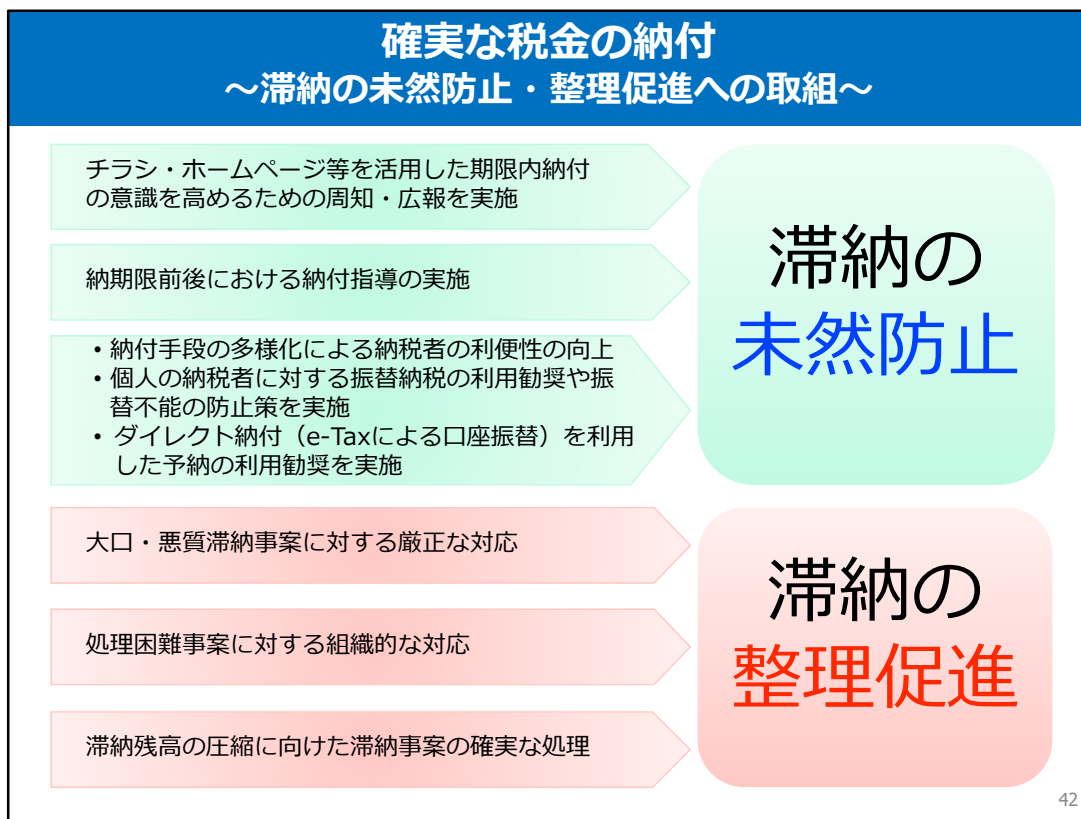 確実な税金の納付
～滞納の未然防止・整理促進への取組～
チラシ・ホームページ等を活用した期限内納付
の意識を高めるための周知・広報を実施
納期限前後における納付指導の実施
• 納付手段の多様化による納税者の利便性の向上
• 個人の納税者に対する振替納税の利用勧奨や振
替不能の防止策を実施
• ダイレクト納付（e-Taxによる口座振替）を利用
した予納の利用勧奨を実施
滞納の
未然防止
大口・悪質滞納事案に対する厳正な対応
処理困難事案に対する組織的な対応
滞納残高の圧縮に向けた滞納事案の確実な処理
滞納の
整理促進
42